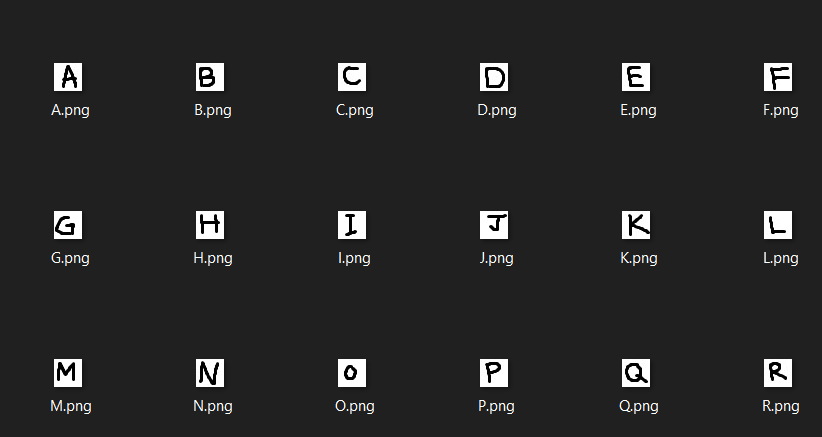 A B C D E F
A.png B.png C.png D.png E.png F.png
G H I J K L
G.png H.png I.png J.png K.png L.png
M N O P Q R
M.png N.png O.png P.png Q.png R.png